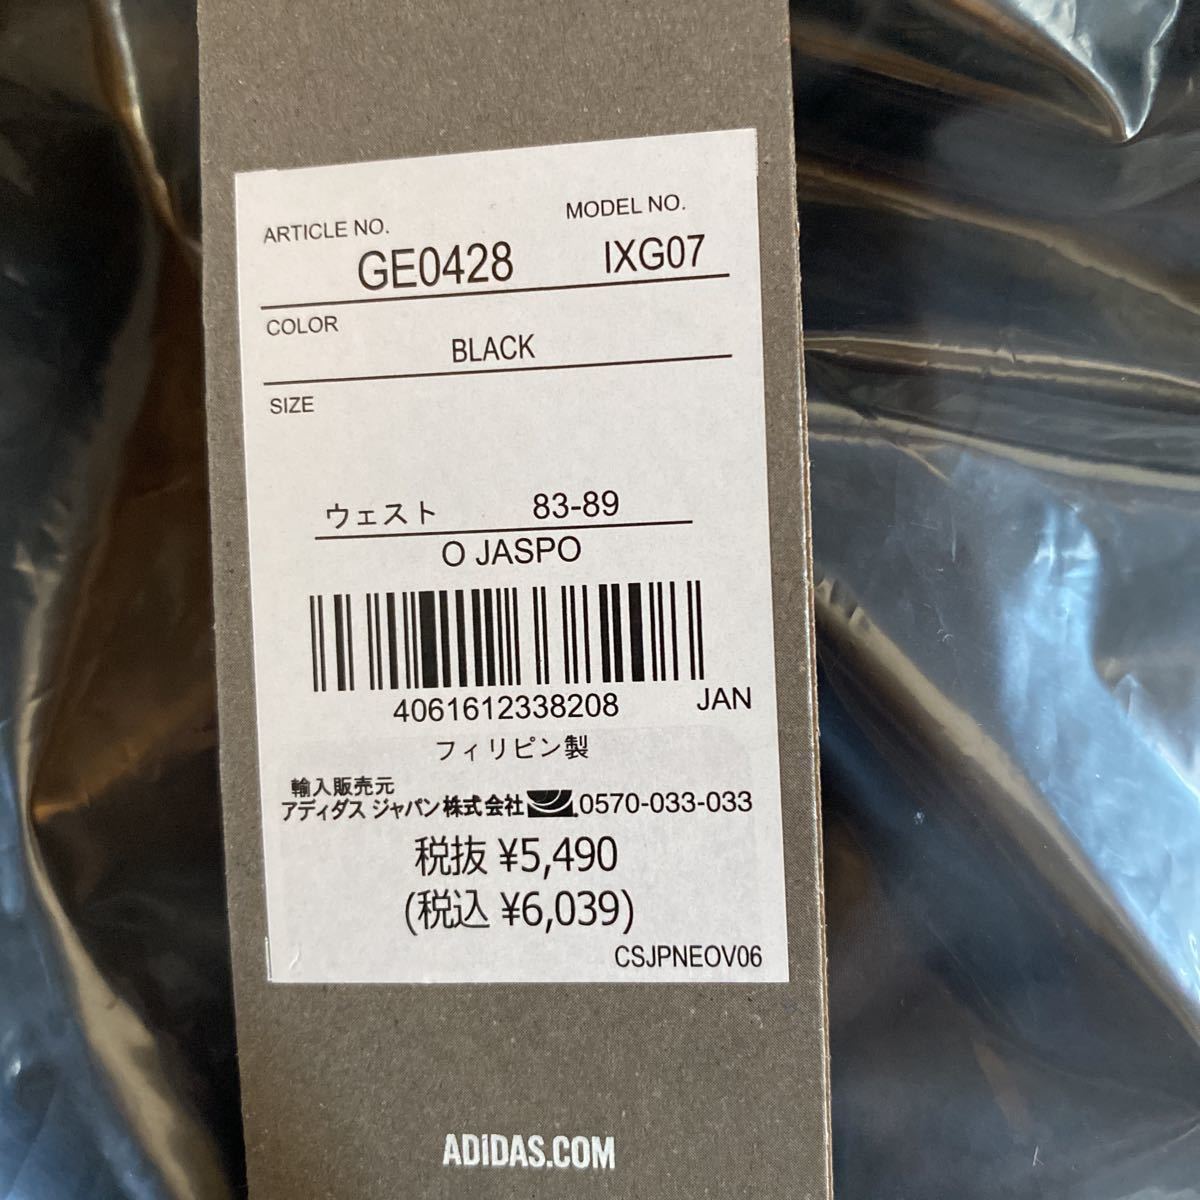 ARTICLE NO. MODEL NO.
GE0428 IXG07
COLOR
BLACK
SIZE
ウェスト 83-89
O JASPO
4061612338208 JAN
フィリピン製
輸入販売元
アディダス ジャパン株式会社 0570-033-033
税抜 ¥5,490
(税込 ¥6,039)
CSJPNEOV06
ADIDAS.COM